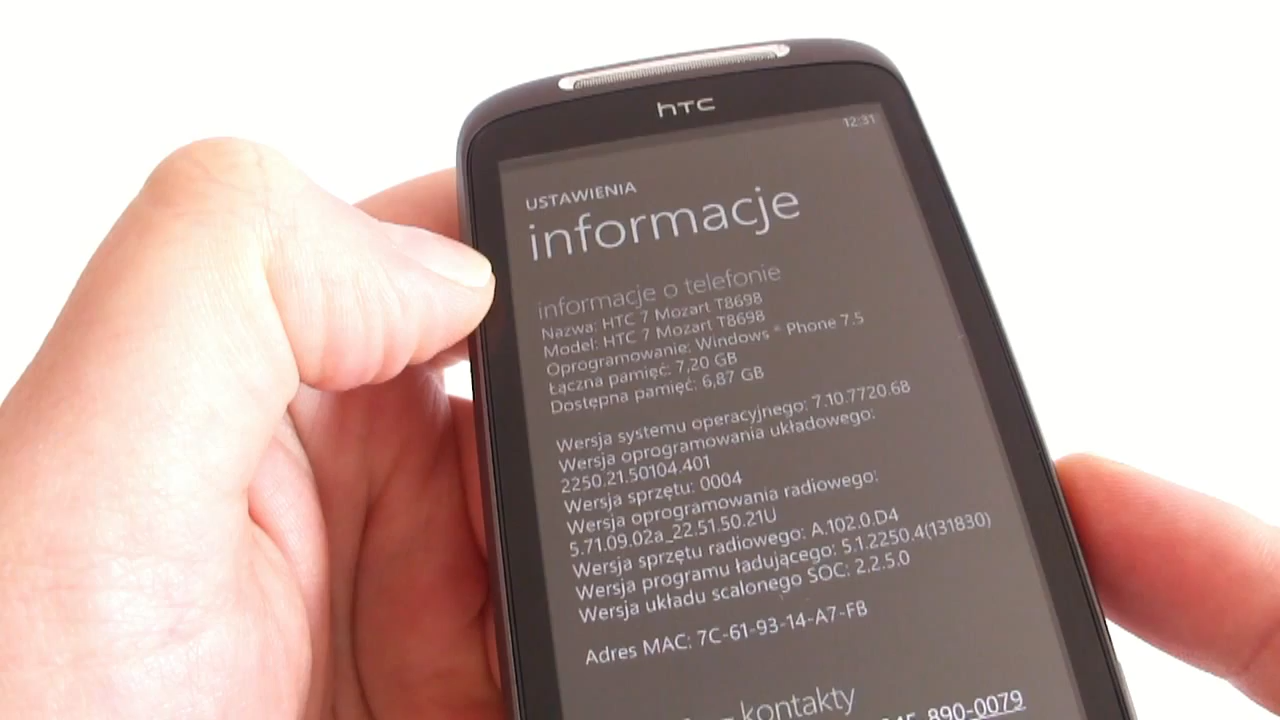 hTC
12:31
USTAWIENIA
informacje
informacje o telefonie
Nazwa: HTC 7 Mozart T8698
Model: HTC 7 Mozart T8698
Oprogramowanie: Windows ® Phone 7.5
Łączna pamięć: 7,20 GB
Dostępna pamięć: 6,87 GB
Wersja systemu operacyjnego: 7.10.7720.68
Wersja oprogramowania układowego:
2250.21.50104.401
Wersja sprzętu: 0004
Wersja oprogramowania radiowego:
5.71.09.02a_22.51.50.21U
Wersja sprzętu radiowego: A.102.0.D4
Wersja programu ładującego: 5.1.2250.4(131830)
Wersja układu scalonego SOC: 2.2.5.0
Adres MAC: 7C-61-93-14-A7-FB
kontakty
890-0079